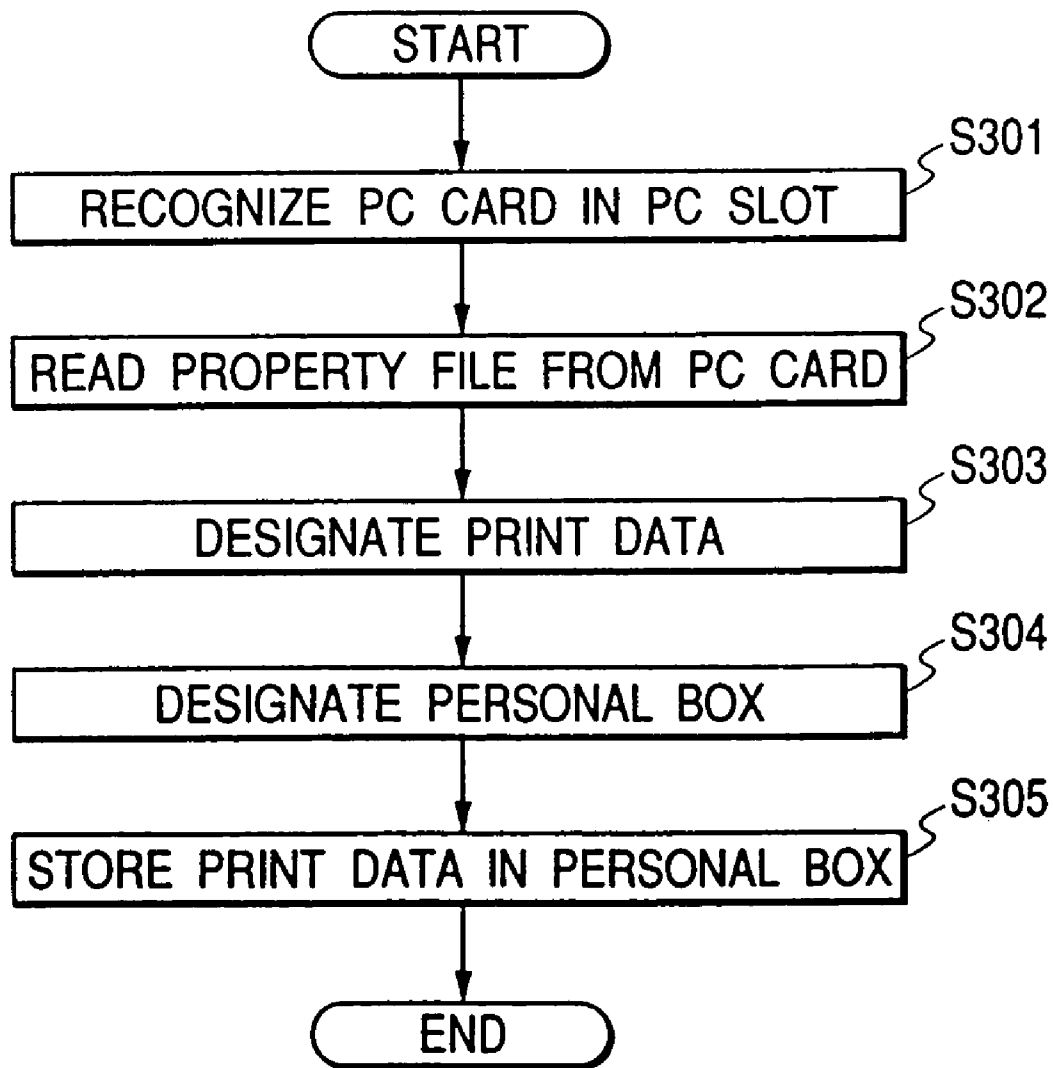 START
S301
RECOGNIZE PC CARD IN PC SLOT
S302
READ PROPERTY FILE FROM PC CARD
S303
DESIGNATE PRINT DATA
S304
DESIGNATE PERSONAL BOX
S305
STORE PRINT DATA IN PERSONAL BOX
END